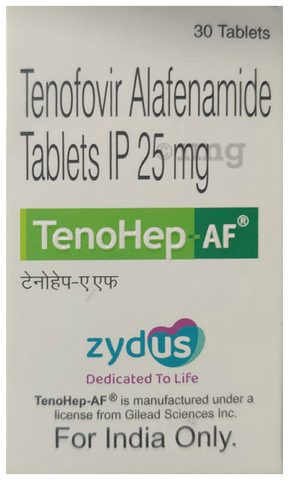 30 Tablets
Tenofovir Alafenamide
Tablets IP 25 mg
TenoHep-AF®
टेनोहेप-ए एफ
zydus
Dedicated To Life
TenoHep-AF® is manufactured under a
license from Gilead Sciences Inc.
For India Only.